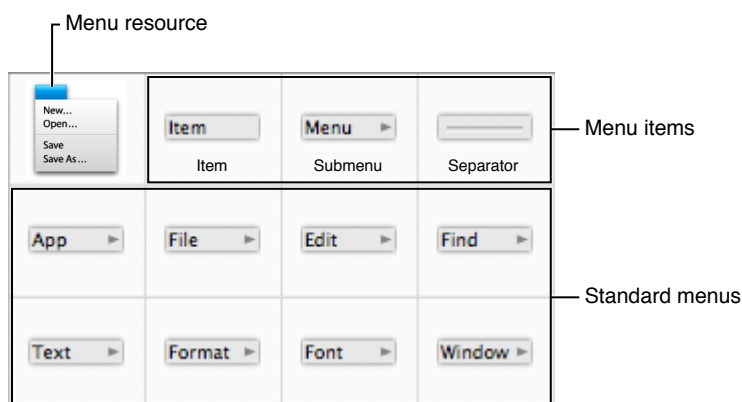 Menu resource
New...
Open...
Save
Save As...
Item
Menu
Menu items
Item
Submenu
Separator
App
File
Edit
Find
Standard menus
Text
Format
Font
Window